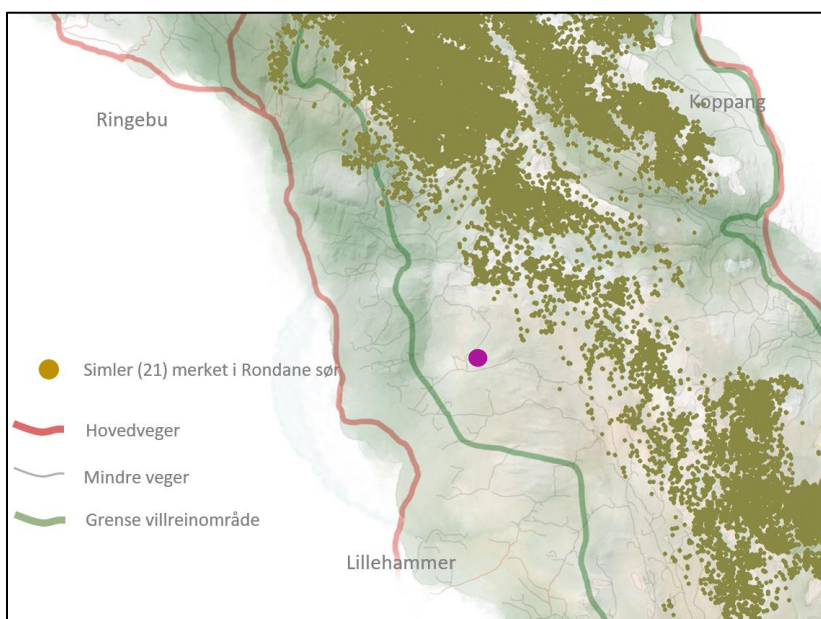 Ringebu
Koppang
Simler (21) merket i Rondane sør
Hovedveger
Mindre veger
Grense villreinområde
Lillehammer